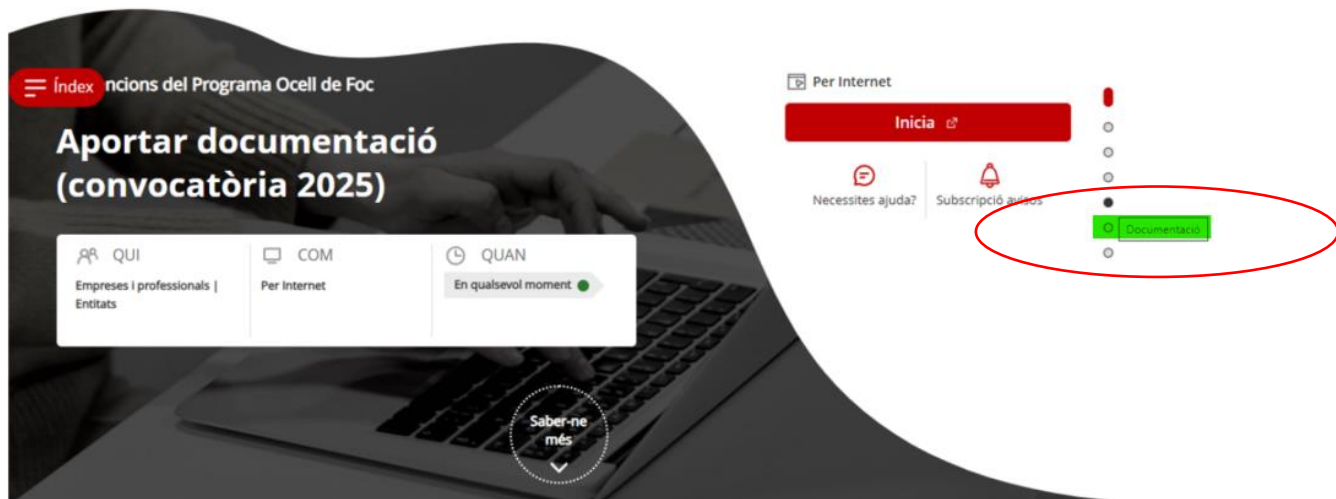 Índex
ncions del Programa Ocell de Foc
Aportar documentació
(convocatòria 2025)
QUI
Empreses i professionals |
Entitats
COM
Per Internet
QUAN
En qualsevol moment
Saber-ne
més
Per Internet
Inicia
Necessites ajuda?
Subscripció avisos
Documentació